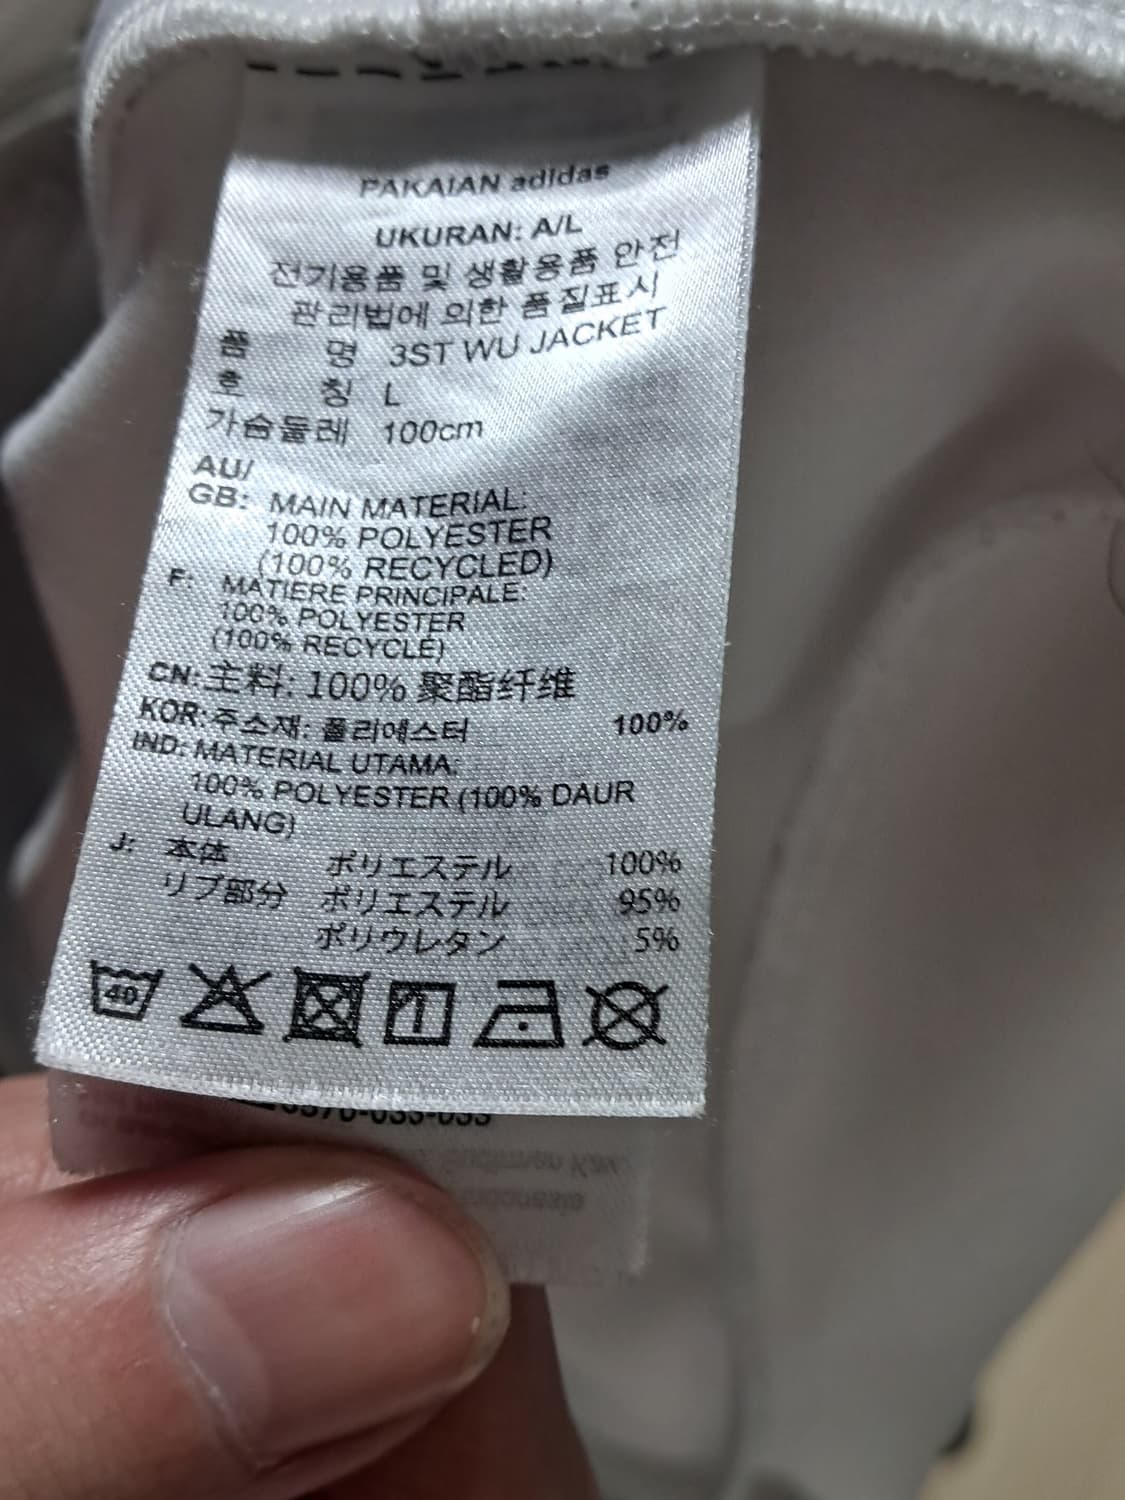 PAKAIAN adidas
UKURAN: A/L
전기용품 및 생활용품 안전
관리법에 의한 품질표시
품 명 3ST WU JACKET
호 칭 L
가슴둘레 100cm
AU/
GB: MAIN MATERIAL:
100% POLYESTER
(100% RECYCLED)
F: MATIERE PRINCIPALE:
100% POLYESTER
(100% RECYCLÉ)
CN: 主料: 100% 聚酯纤维
KOR: 주소재: 폴리에스터 100%
IND: MATERIAL UTAMA:
100% POLYESTER (100% DAUR
ULANG)
J: 本体 ポリエステル 100%
リブ部分 ポリエステル 95%
ポリウレタン 5%
40